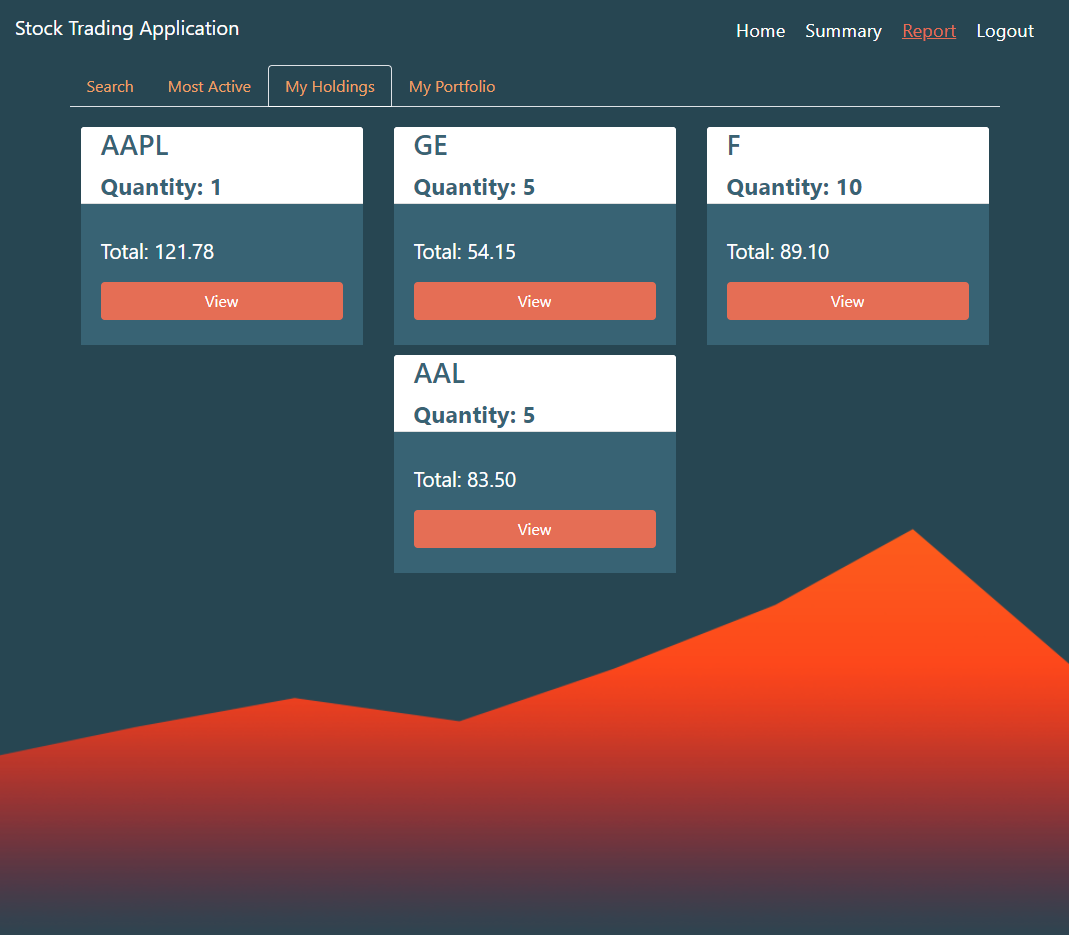 Stock Trading Application
Home Summary Report Logout
Search Most Active My Holdings My Portfolio
AAPL
Quantity: 1
Total: 121.78
View
GE
Quantity: 5
Total: 54.15
View
F
Quantity: 10
Total: 89.10
View
AAL
Quantity: 5
Total: 83.50
View